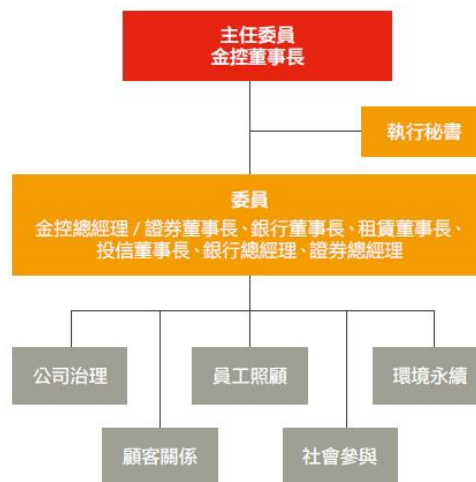 主任委員
金控董事長
執行秘書
委員
金控總經理 / 證券董事長、銀行董事長、租賃董事長、
投信董事長、銀行總經理、證券總經理
公司治理
員工照顧
環境永續
顧客關係
社會參與